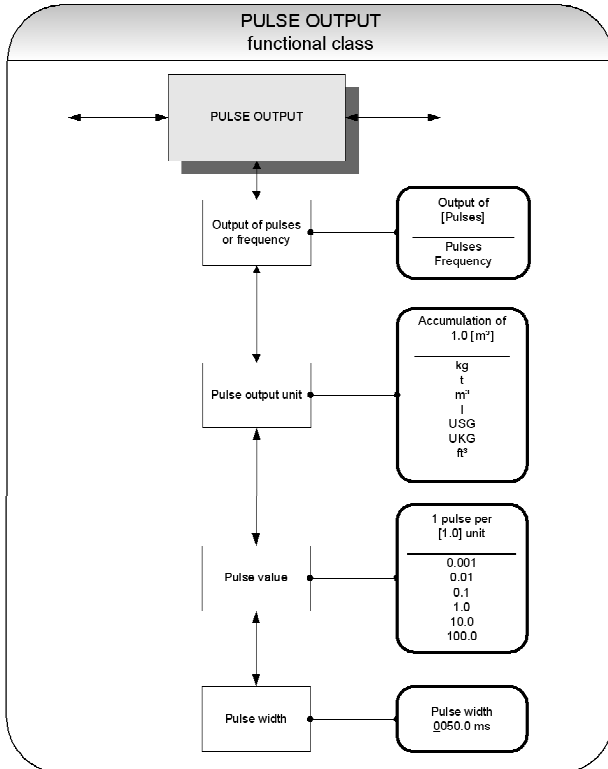 PULSE OUTPUT
functional class
PULSE OUTPUT
Output of pulses
or frequency
Output of
[Pulses]
Pulses
Frequency
Pulse output unit
Accumulation of
1.0 [m³]
kg
t
m³
l
USG
UKG
ft³
Pulse value
1 pulse per
[1.0] unit
0.001
0.01
0.1
1.0
10.0
100.0
Pulse width
Pulse width
0050.0 ms